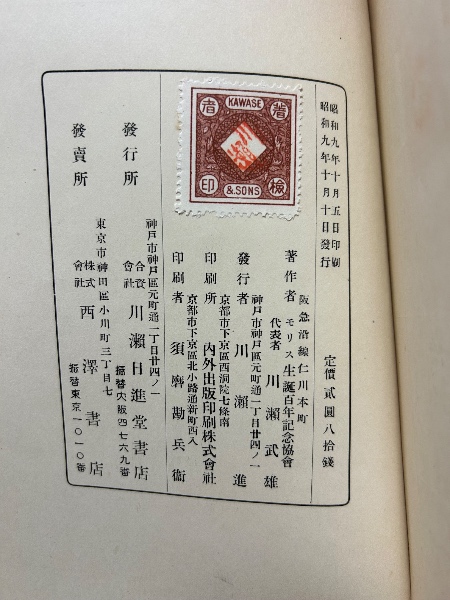 昭和九年十月五日印刷
昭和九年十月十日發行
定價貳圓八拾錢
阪急沿線仁川本町
著作者 モリス生誕百年記念協會
代表者 川瀨武雄
神戸市神戸區元町通一丁目廿四ノ一
發行者 川瀨進
京都市下京區西洞院七條南
印刷所 內外出版印刷株式會社
京都市下京區北小路通新町西入
印刷者 須磨勘兵衞
神戸市神戸區元町通一丁目廿四ノ一
發行所 合資會社 川瀨日進堂書店
振替大阪四七六九番
東京市神田區小川町三丁目七
發賣所 株式會社 西澤書店
振替東京一〇一〇番
KAWASE
著者
川瀨
檢印
& SONS